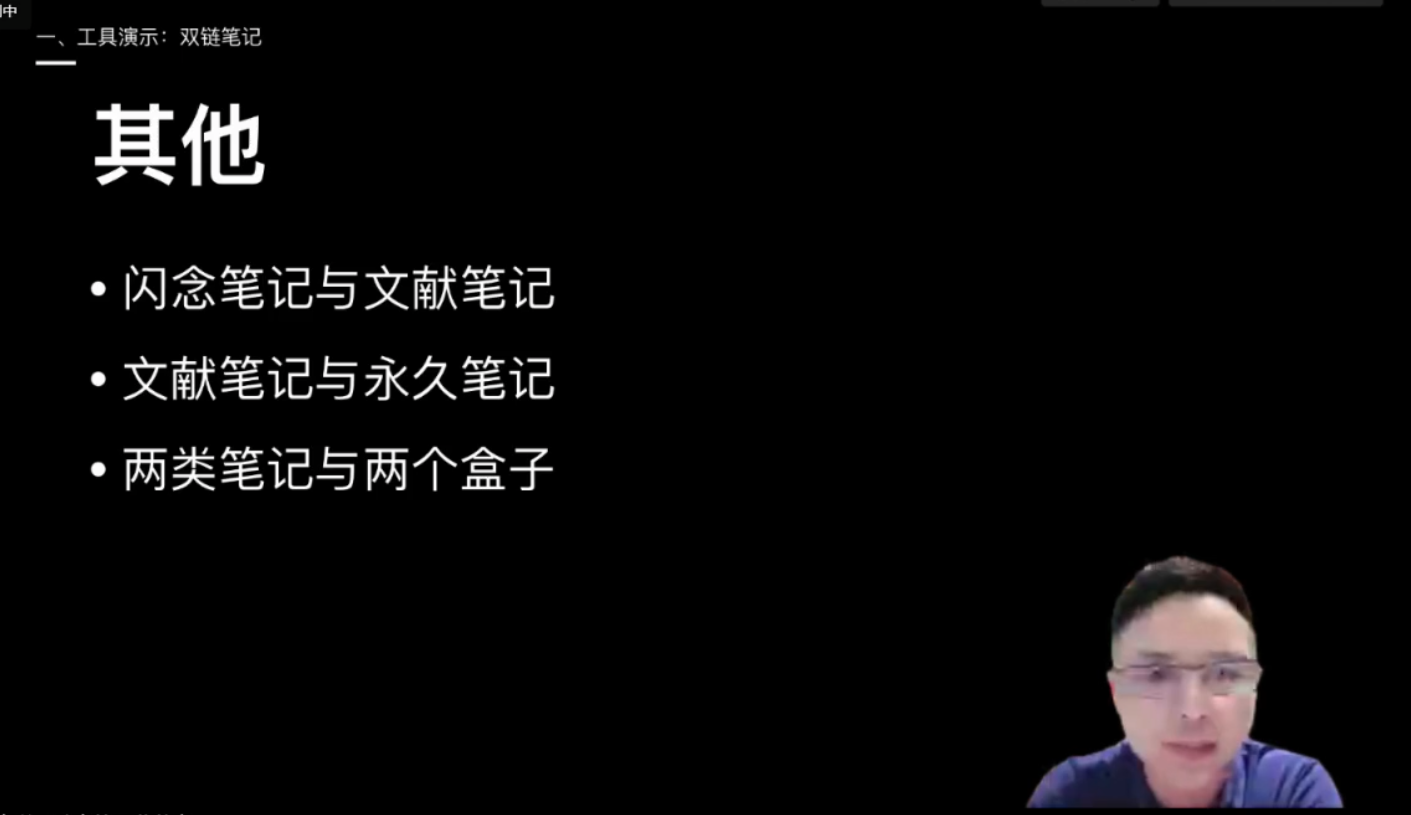 一、工具演示：双链笔记
其他
• 闪念笔记与文献笔记
• 文献笔记与永久笔记
• 两类笔记与两个盒子